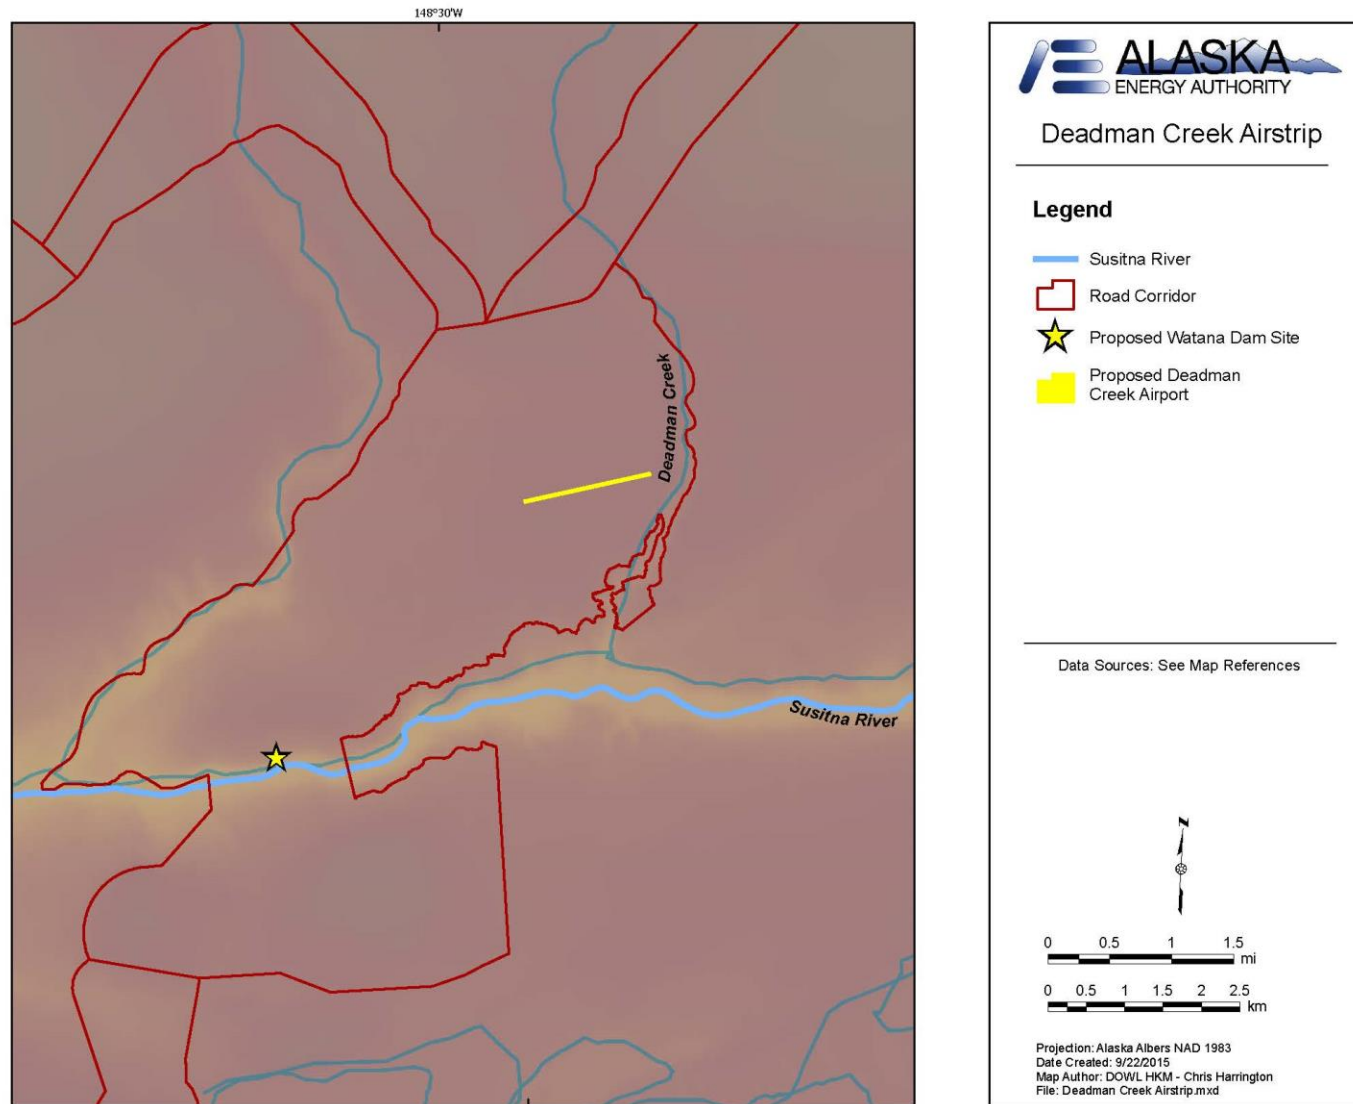 148°30'W
Deadman Creek
Susitna River
ALASKA
ENERGY AUTHORITY
Deadman Creek Airstrip
Legend
Susitna River
Road Corridor
Proposed Watana Dam Site
Proposed Deadman
Creek Airport
Data Sources: See Map References
N
0 0.5 1 1.5
mi
0 0.5 1 1.5 2 2.5
km
Projection: Alaska Albers NAD 1983
Date Created: 9/22/2015
Map Author: DOWL HKM - Chris Harrington
File: Deadman Creek Airstrip.mxd